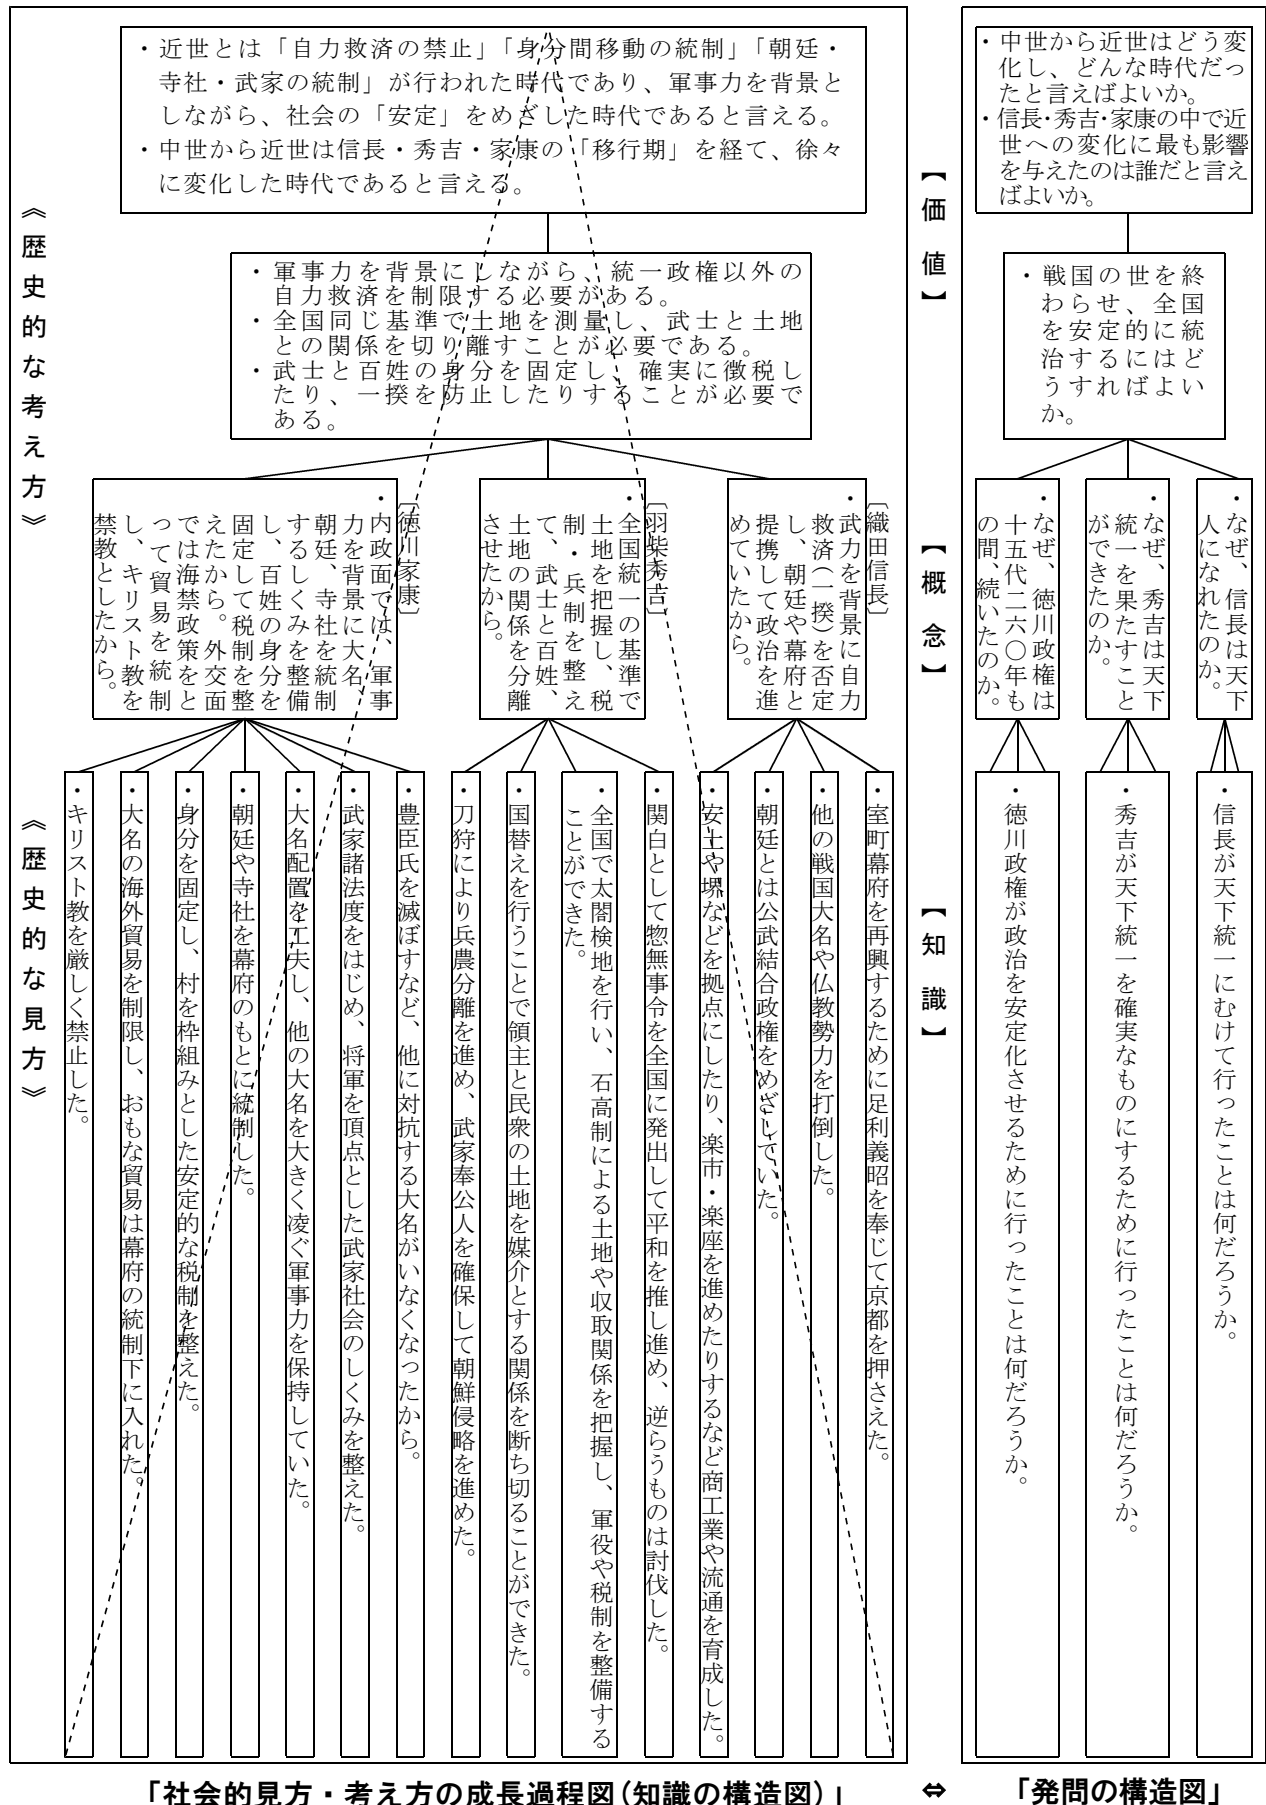 ・近世とは「自力救済の禁止」「身分間移動の統制」「朝廷・
寺社・武家の統制」が行われた時代であり、軍事力を背景と
しながら、社会の「安定」をめざした時代であると言える。
・中世から近世は信長・秀吉・家康の「移行期」を経て、徐々
に変化した時代であると言える。
・軍事力を背景にしながら、統一政権以外の
自力救済を制限する必要がある。
・全国同じ基準で土地を測量し、武士と土地
との関係を切り離すことが必要である。
・武士と百姓の身分を固定し、確実に徴税し
たり、一揆を防止したりすることが必要で
ある。
《歴史的な考え方》
〔織田信長〕
・武力を背景に自力
救済(一揆)を否定
し、朝廷や幕府と
提携して政治を進
めていたから。
〔羽柴秀吉〕
・全国統一の基準で
土地を把握し、税
制・兵制を整え
て、武士と百姓、
土地の関係を分離
させたから。
〔徳川家康〕
・内政面では、軍事
力を背景に大名、
朝廷、寺社を統制
するしくみを整備
し、百姓の身分を
固定して税制を整
えたから。外交面
では海禁政策をと
って貿易を統制
し、キリスト教を
禁教としたから。
《歴史的な見方》
・室町幕府を再興するために足利義昭を奉じて京都を押さえた。
・他の戦国大名や仏教勢力を打倒した。
・朝廷とは公武結合政権をめざしていた。
・安土や堺などを拠点にしたり、楽市・楽座を進めたりするなど商工業や流通を育成した。
・関白として惣無事令を全国に発出して平和を推し進め、逆らうものは討伐した。
・全国で太閤検地を行い、石高制による土地や収取関係を把握し、軍役や税制を整備する
ことができた。
・国替えを行うことで領主と民衆の土地を媒介とする関係を断ち切ることができた。
・刀狩により兵農分離を進め、武家奉公人を確保して朝鮮侵略を進めた。
・豊臣氏を滅ぼすなど、他に対抗する大名がいなくなったから。
・武家諸法度をはじめ、将軍を頂点とした武家社会のしくみを整えた。
・大名配置を工夫し、他の大名を大きく凌ぐ軍事力を保持していた。
・朝廷や寺社を幕府のもとに統制した。
・身分を固定し、村を枠組みとした安定的な税制を整えた。
・大名の海外貿易を制限し、おもな貿易は幕府の統制下に入れた。
・キリスト教を厳しく禁止した。
【価値】
【概念】
【知識】
・中世から近世はどう変
化し、どんな時代だっ
たと言えばよいか。
・信長・秀吉・家康の中で近
世への変化に最も影響
を与えたのは誰だと言え
ばよいか。
・戦国の世を終
わらせ、全国
を安定的に統
治するにはど
うすればよい
か。
・なぜ、信長は天下
人になれたのか。
・なぜ、秀吉は天下
統一を果たすこと
ができたのか。
・なぜ、徳川政権は
十五代二六〇年も
の間、続いたのか。
・信長が天下統一にむけて行ったことは何だろうか。
・秀吉が天下統一を確実なものにするために行ったことは何だろうか。
・徳川政権が政治を安定化させるために行ったことは何だろうか。
「社会的見方・考え方の成長過程図(知識の構造図)」 ⇔ 「発問の構造図」